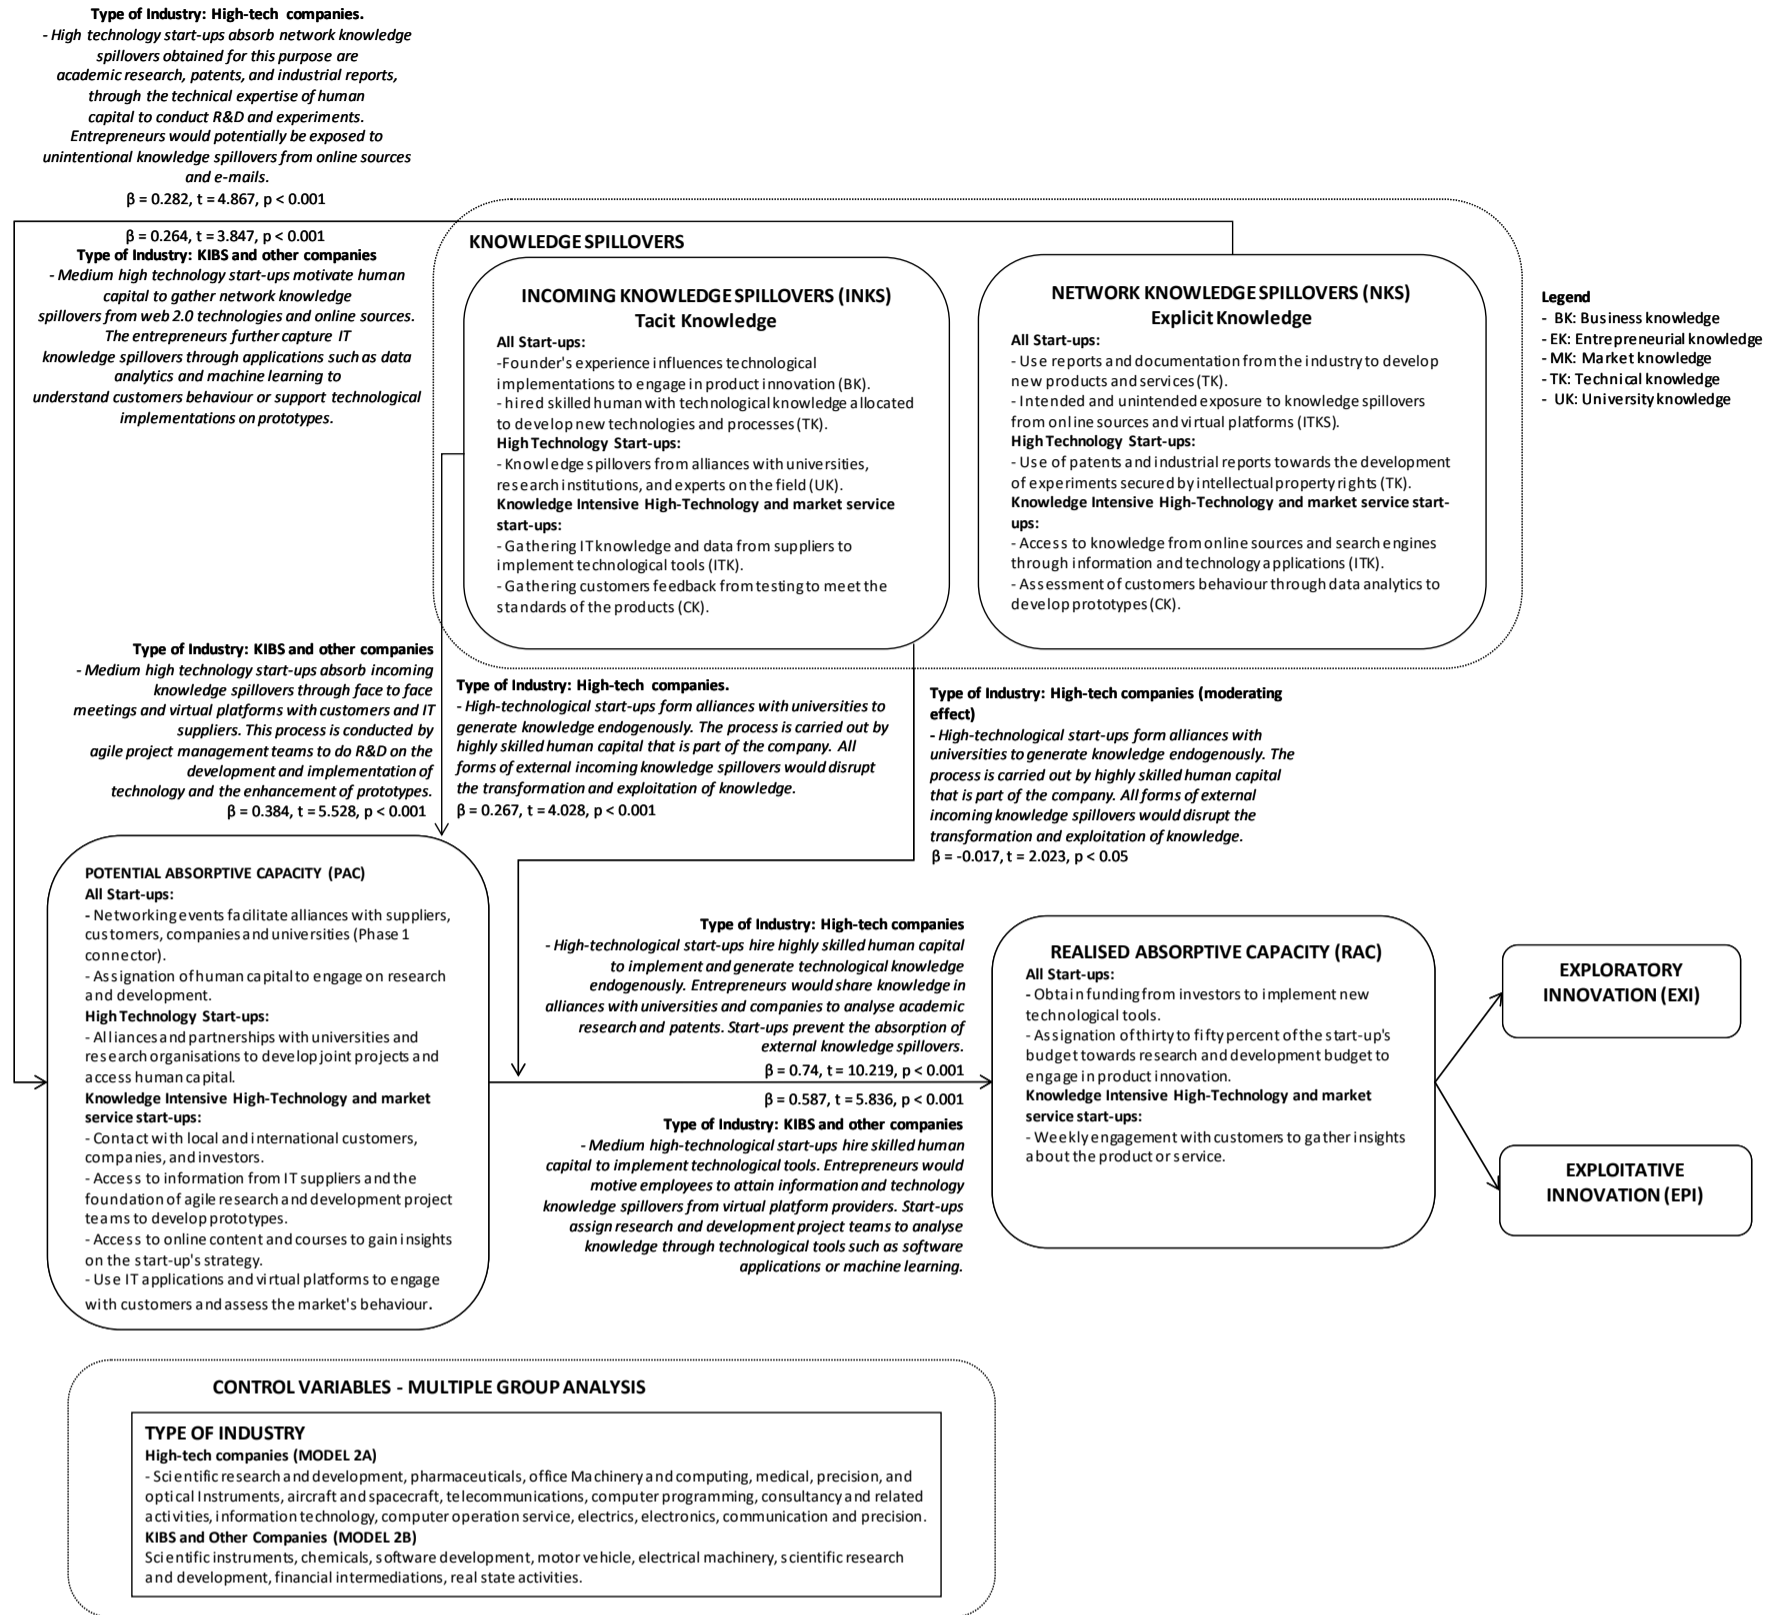 Type of Industry: High-tech companies.
- High technology start-ups absorb network knowledge
spillovers obtained for this purpose are
academic research, patents, and industrial reports,
through the technical expertise of human
capital to conduct R&D and experiments.
Entrepreneurs would potentially be exposed to
unintentional knowledge spillovers from online sources
and e-mails.
β = 0.282, t = 4.867, p < 0.001
β = 0.264, t = 3.847, p < 0.001
Type of Industry: KIBS and other companies
- Medium high technology start-ups motivate human
capital to gather network knowledge
spillovers from web 2.0 technologies and online sources.
The entrepreneurs further capture IT
knowledge spillovers through applications such as data
analytics and machine learning to
understand customers behaviour or support technological
implementations on prototypes.
KNOWLEDGE SPILLOVERS
INCOMING KNOWLEDGE SPILLOVERS (INKS)
Tacit Knowledge
All Start-ups:
-Founder's experience influences technological
implementations to engage in product innovation (BK).
- hired skilled human with technological knowledge allocated
to develop new technologies and processes (TK).
High Technology Start-ups:
- Knowledge spillovers from alliances with universities,
research institutions, and experts on the field (UK).
Knowledge Intensive High-Technology and market service
start-ups:
- Gathering IT knowledge and data from suppliers to
implement technological tools (ITK).
- Gathering customers feedback from testing to meet the
standards of the products (CK).
NETWORK KNOWLEDGE SPILLOVERS (NKS)
Explicit Knowledge
All Start-ups:
- Use reports and documentation from the industry to develop
new products and services (TK).
- Intended and unintended exposure to knowledge spillovers
from online sources and virtual platforms (ITKS).
High Technology Start-ups:
- Use of patents and industrial reports towards the development
of experiments secured by intellectual property rights (TK).
Knowledge Intensive High-Technology and market service start-
ups:
- Access to knowledge from online sources and search engines
through information and technology applications (ITK).
- Assessment of customers behaviour through data analytics to
develop prototypes (CK).
Legend
- BK: Business knowledge
- EK: Entrepreneurial knowledge
- MK: Market knowledge
- TK: Technical knowledge
- UK: University knowledge
Type of Industry: KIBS and other companies
- Medium high technology start-ups absorb incoming
knowledge spillovers through face to face
meetings and virtual platforms with customers and IT
suppliers. This process is conducted by
agile project management teams to do R&D on the
development and implementation of
technology and the enhancement of prototypes.
β = 0.384, t = 5.528, p < 0.001
Type of Industry: High-tech companies.
- High-technological start-ups form alliances with universities to
generate knowledge endogenously. The process is carried out by
highly skilled human capital that is part of the company. All
forms of external incoming knowledge spillovers would disrupt
the transformation and exploitation of knowledge.
β = 0.267, t = 4.028, p < 0.001
Type of Industry: High-tech companies (moderating
effect)
- High-technological start-ups form alliances with
universities to generate knowledge endogenously. The
process is carried out by highly skilled human capital
that is part of the company. All forms of external
incoming knowledge spillovers would disrupt the
transformation and exploitation of knowledge.
β = -0.017, t = 2.023, p < 0.05
POTENTIAL ABSORPTIVE CAPACITY (PAC)
All Start-ups:
- Networking events facilitate alliances with suppliers,
customers, companies and universities (Phase 1
connector).
- Assignation of human capital to engage on research
and development.
High Technology Start-ups:
- Alliances and partnerships with universities and
research organisations to develop joint projects and
access human capital.
Knowledge Intensive High-Technology and market
service start-ups:
- Contact with local and international customers,
companies, and investors.
- Access to information from IT suppliers and the
foundation of agile research and development project
teams to develop prototypes.
- Access to online content and courses to gain insights
on the start-up's strategy.
- Use IT applications and virtual platforms to engage
with customers and assess the market's behaviour.
Type of Industry: High-tech companies
- High-technological start-ups hire highly skilled human capital
to implement and generate technological knowledge
endogenously. Entrepreneurs would share knowledge in
alliances with universities and companies to analyse academic
research and patents. Start-ups prevent the absorption of
external knowledge spillovers.
β = 0.74, t = 10.219, p < 0.001
β = 0.587, t = 5.836, p < 0.001
Type of Industry: KIBS and other companies
- Medium high-technological start-ups hire skilled human
capital to implement technological tools. Entrepreneurs would
motive employees to attain information and technology
knowledge spillovers from virtual platform providers. Start-ups
assign research and development project teams to analyse
knowledge through technological tools such as software
applications or machine learning.
REALISED ABSORPTIVE CAPACITY (RAC)
All Start-ups:
- Obtain funding from investors to implement new
technological tools.
- Assignation of thirty to fifty percent of the start-up's
budget towards research and development budget to
engage in product innovation.
Knowledge Intensive High-Technology and market
service start-ups:
- Weekly engagement with customers to gather insights
about the product or service.
EXPLORATORY
INNOVATION (EXI)
EXPLOITATIVE
INNOVATION (EPI)
CONTROL VARIABLES - MULTIPLE GROUP ANALYSIS
TYPE OF INDUSTRY
High-tech companies (MODEL 2A)
- Scientific research and development, pharmaceuticals, office Machinery and computing, medical, precision, and
optical Instruments, aircraft and spacecraft, telecommunications, computer programming, consultancy and related
activities, information technology, computer operation service, electrics, electronics, communication and precision.
KIBS and Other Companies (MODEL 2B)
Scientific instruments, chemicals, software development, motor vehicle, electrical machinery, scientific research
and development, financial intermediations, real state activities.